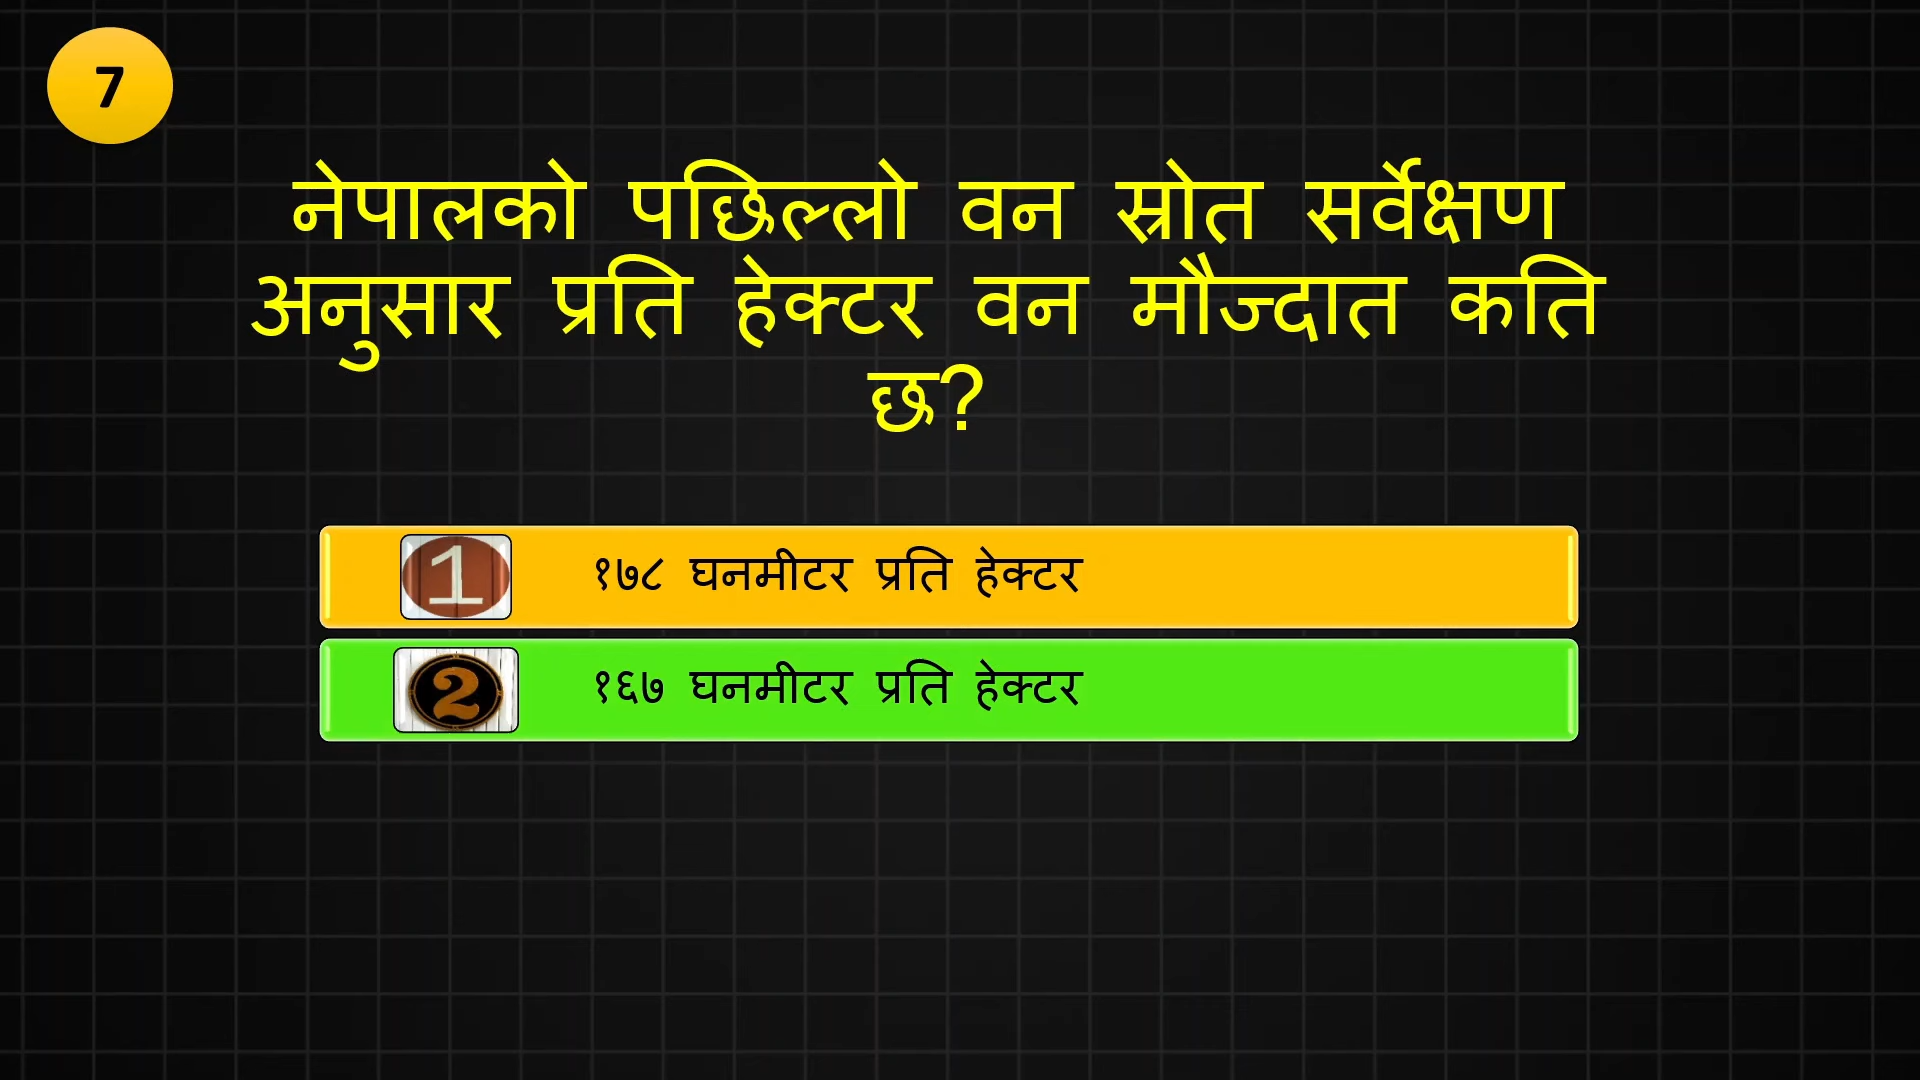 7
नेपालको पछिल्लो वन स्रोत सर्वेक्षण
अनुसार प्रति हेक्टर वन मौज्दात कति
छ?
1 १७८ घनमीटर प्रति हेक्टर
2 १६७ घनमीटर प्रति हेक्टर